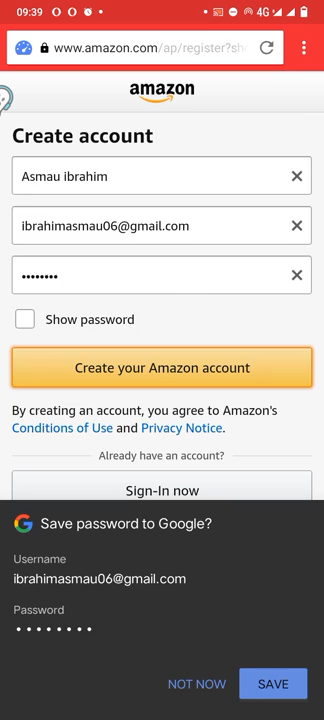 09:39
4G
www.amazon.com/ap/register?sh
amazon
Create account
Asmau ibrahim
ibrahimasmau06@gmail.com
••••••••
Show password
Create your Amazon account
By creating an account, you agree to Amazon's
Conditions of Use and Privacy Notice.
Already have an account?
Sign-In now
Save password to Google?
Username
ibrahimasmau06@gmail.com
Password
• • • • • • • •
NOT NOW
SAVE